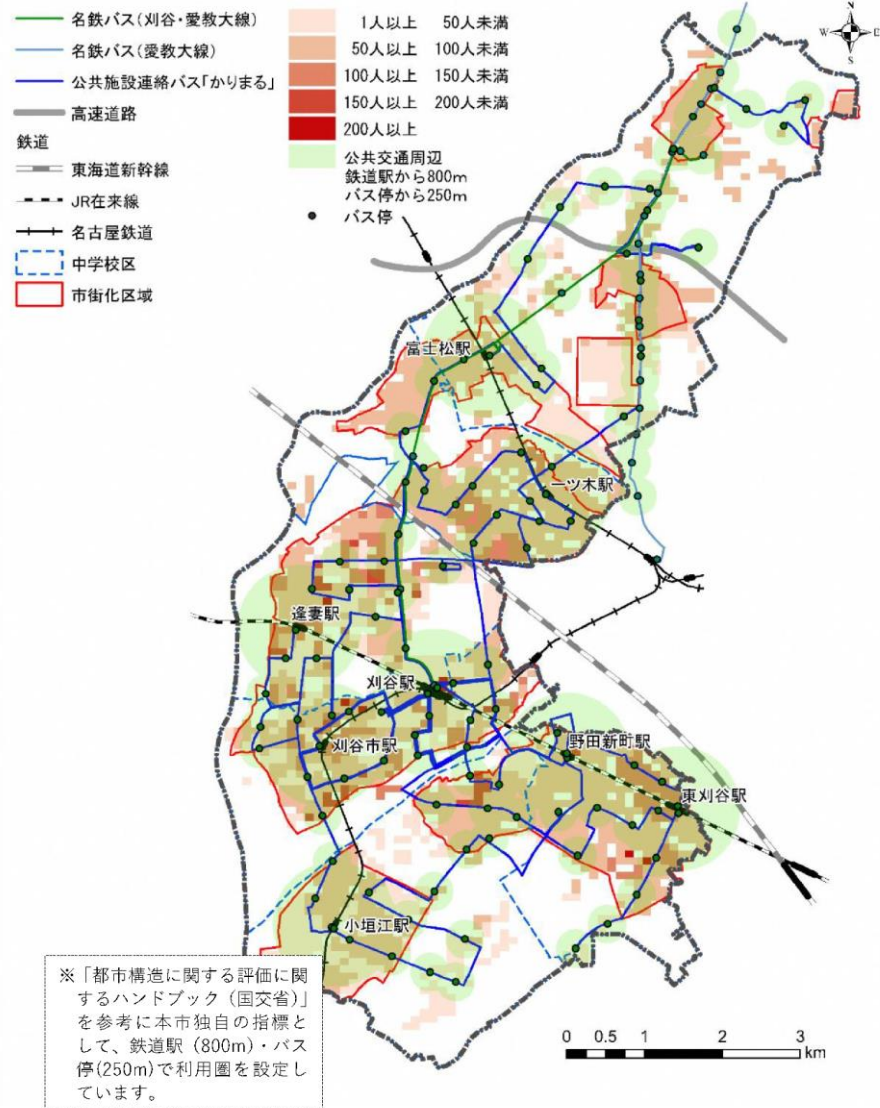 名鉄バス(刈谷・愛教大線)
名鉄バス(愛教大線)
公共施設連絡バス「かりまる」
高速道路
鉄道
東海道新幹線
JR在来線
名古屋鉄道
中学校区
市街化区域
1人以上 50人未満
50人以上 100人未満
100人以上 150人未満
150人以上 200人未満
200人以上
公共交通周辺
鉄道駅から800m
バス停から250m
バス停
N
W
E
S
富士松駅
一ツ木駅
逢妻駅
刈谷駅
刈谷市駅
野田新町駅
東刈谷駅
小垣江駅
※「都市構造に関する評価に関
するハンドブック（国交省）」
を参考に本市独自の指標と
して、鉄道駅（800m）・バス
停(250m)で利用圏を設定し
ています。
0 0.5 1 2 3
km